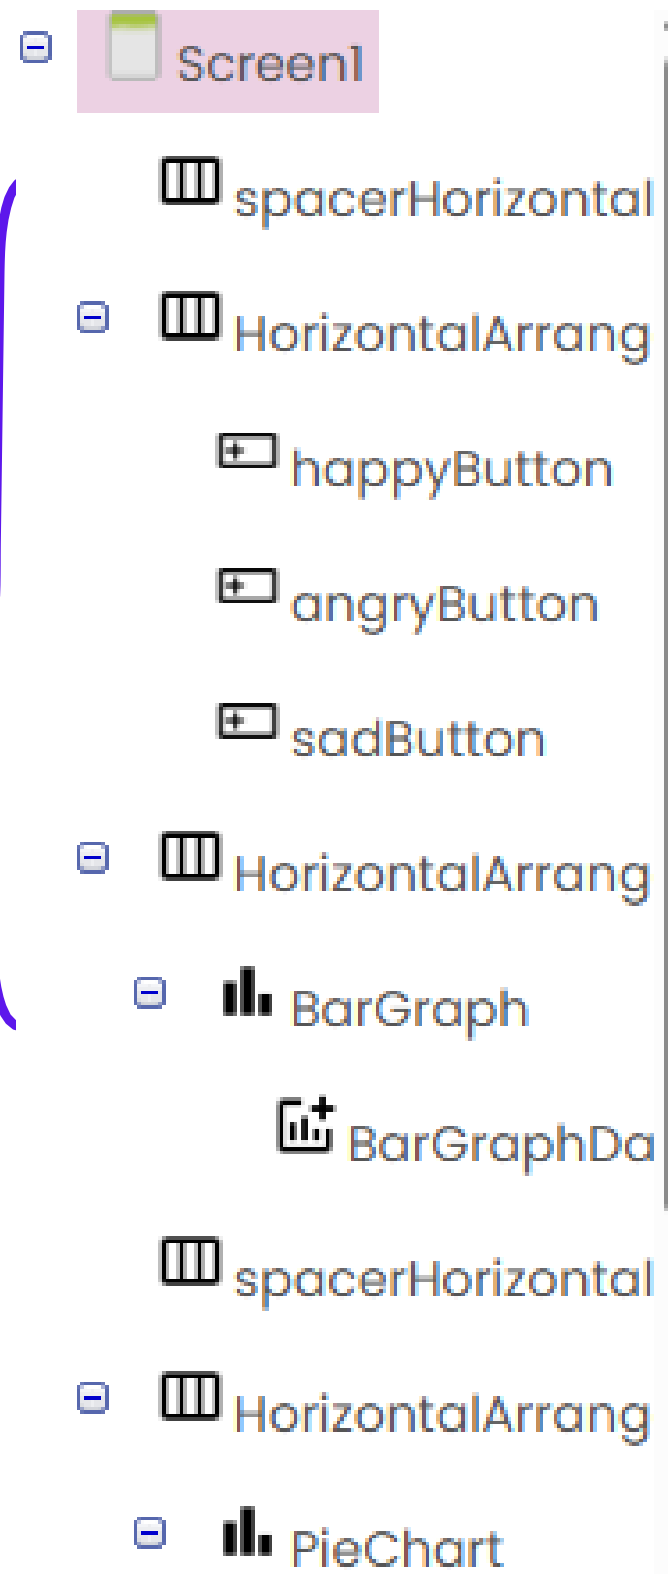 Screen1
spacerHorizontal
HorizontalArrang
happyButton
angryButton
sadButton
HorizontalArrang
BarGraph
BarGraphDa
spacerHorizontal
HorizontalArrang
PieChart